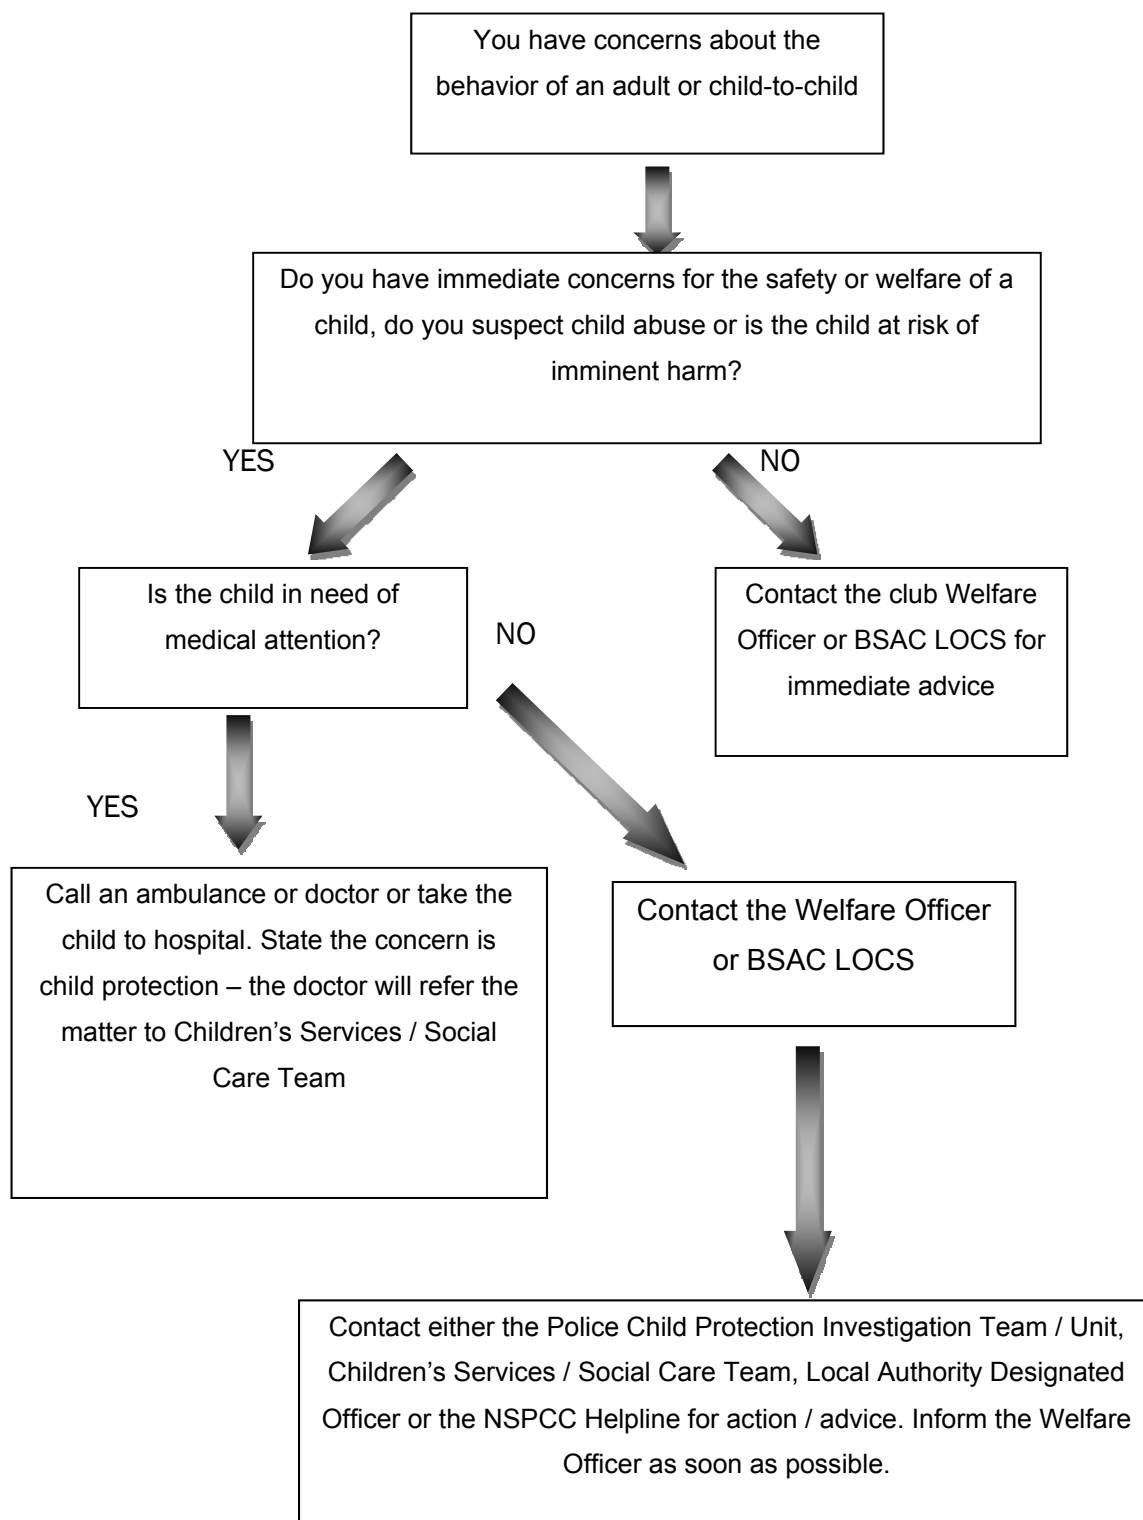 You have concerns about the
behavior of an adult or child-to-child
Do you have immediate concerns for the safety or welfare of a
child, do you suspect child abuse or is the child at risk of
imminent harm?
YES
NO
Is the child in need of
medical attention?
NO
Contact the club Welfare
Officer or BSAC LOCS for
immediate advice
YES
Call an ambulance or doctor or take the
child to hospital. State the concern is
child protection – the doctor will refer the
matter to Children’s Services / Social
Care Team
Contact the Welfare Officer
or BSAC LOCS
Contact either the Police Child Protection Investigation Team / Unit,
Children’s Services / Social Care Team, Local Authority Designated
Officer or the NSPCC Helpline for action / advice. Inform the Welfare
Officer as soon as possible.